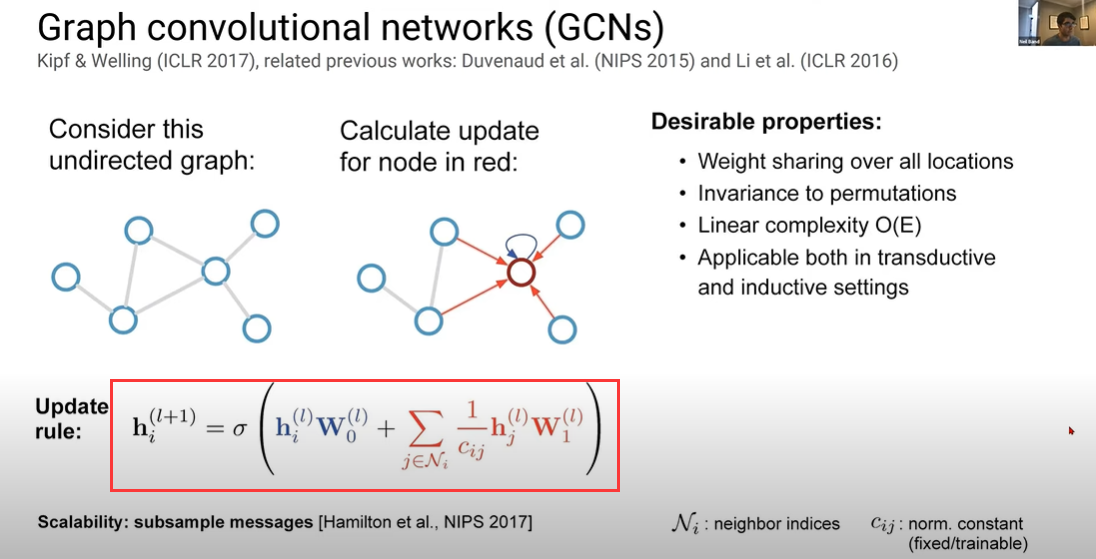 Graph convolutional networks (GCNs)
Kipf & Welling (ICLR 2017), related previous works: Duvenaud et al. (NIPS 2015) and Li et al. (ICLR 2016)
Consider this
undirected graph:
Calculate update
for node in red:
Desirable properties:
• Weight sharing over all locations
• Invariance to permutations
• Linear complexity O(E)
• Applicable both in transductive
and inductive settings
Update
rule:
$\mathbf{h}_i^{(l+1)} = \sigma\left(\mathbf{h}_i^{(l)}\mathbf{W}_0^{(l)} + \sum_{j\in\mathcal{N}_i} \frac{1}{c_{ij}}\mathbf{h}_j^{(l)}\mathbf{W}_1^{(l)}\right)$
Scalability: subsample messages [Hamilton et al., NIPS 2017]
$\mathcal{N}_i$ : neighbor indices
$c_{ij}$ : norm. constant
(fixed/trainable)